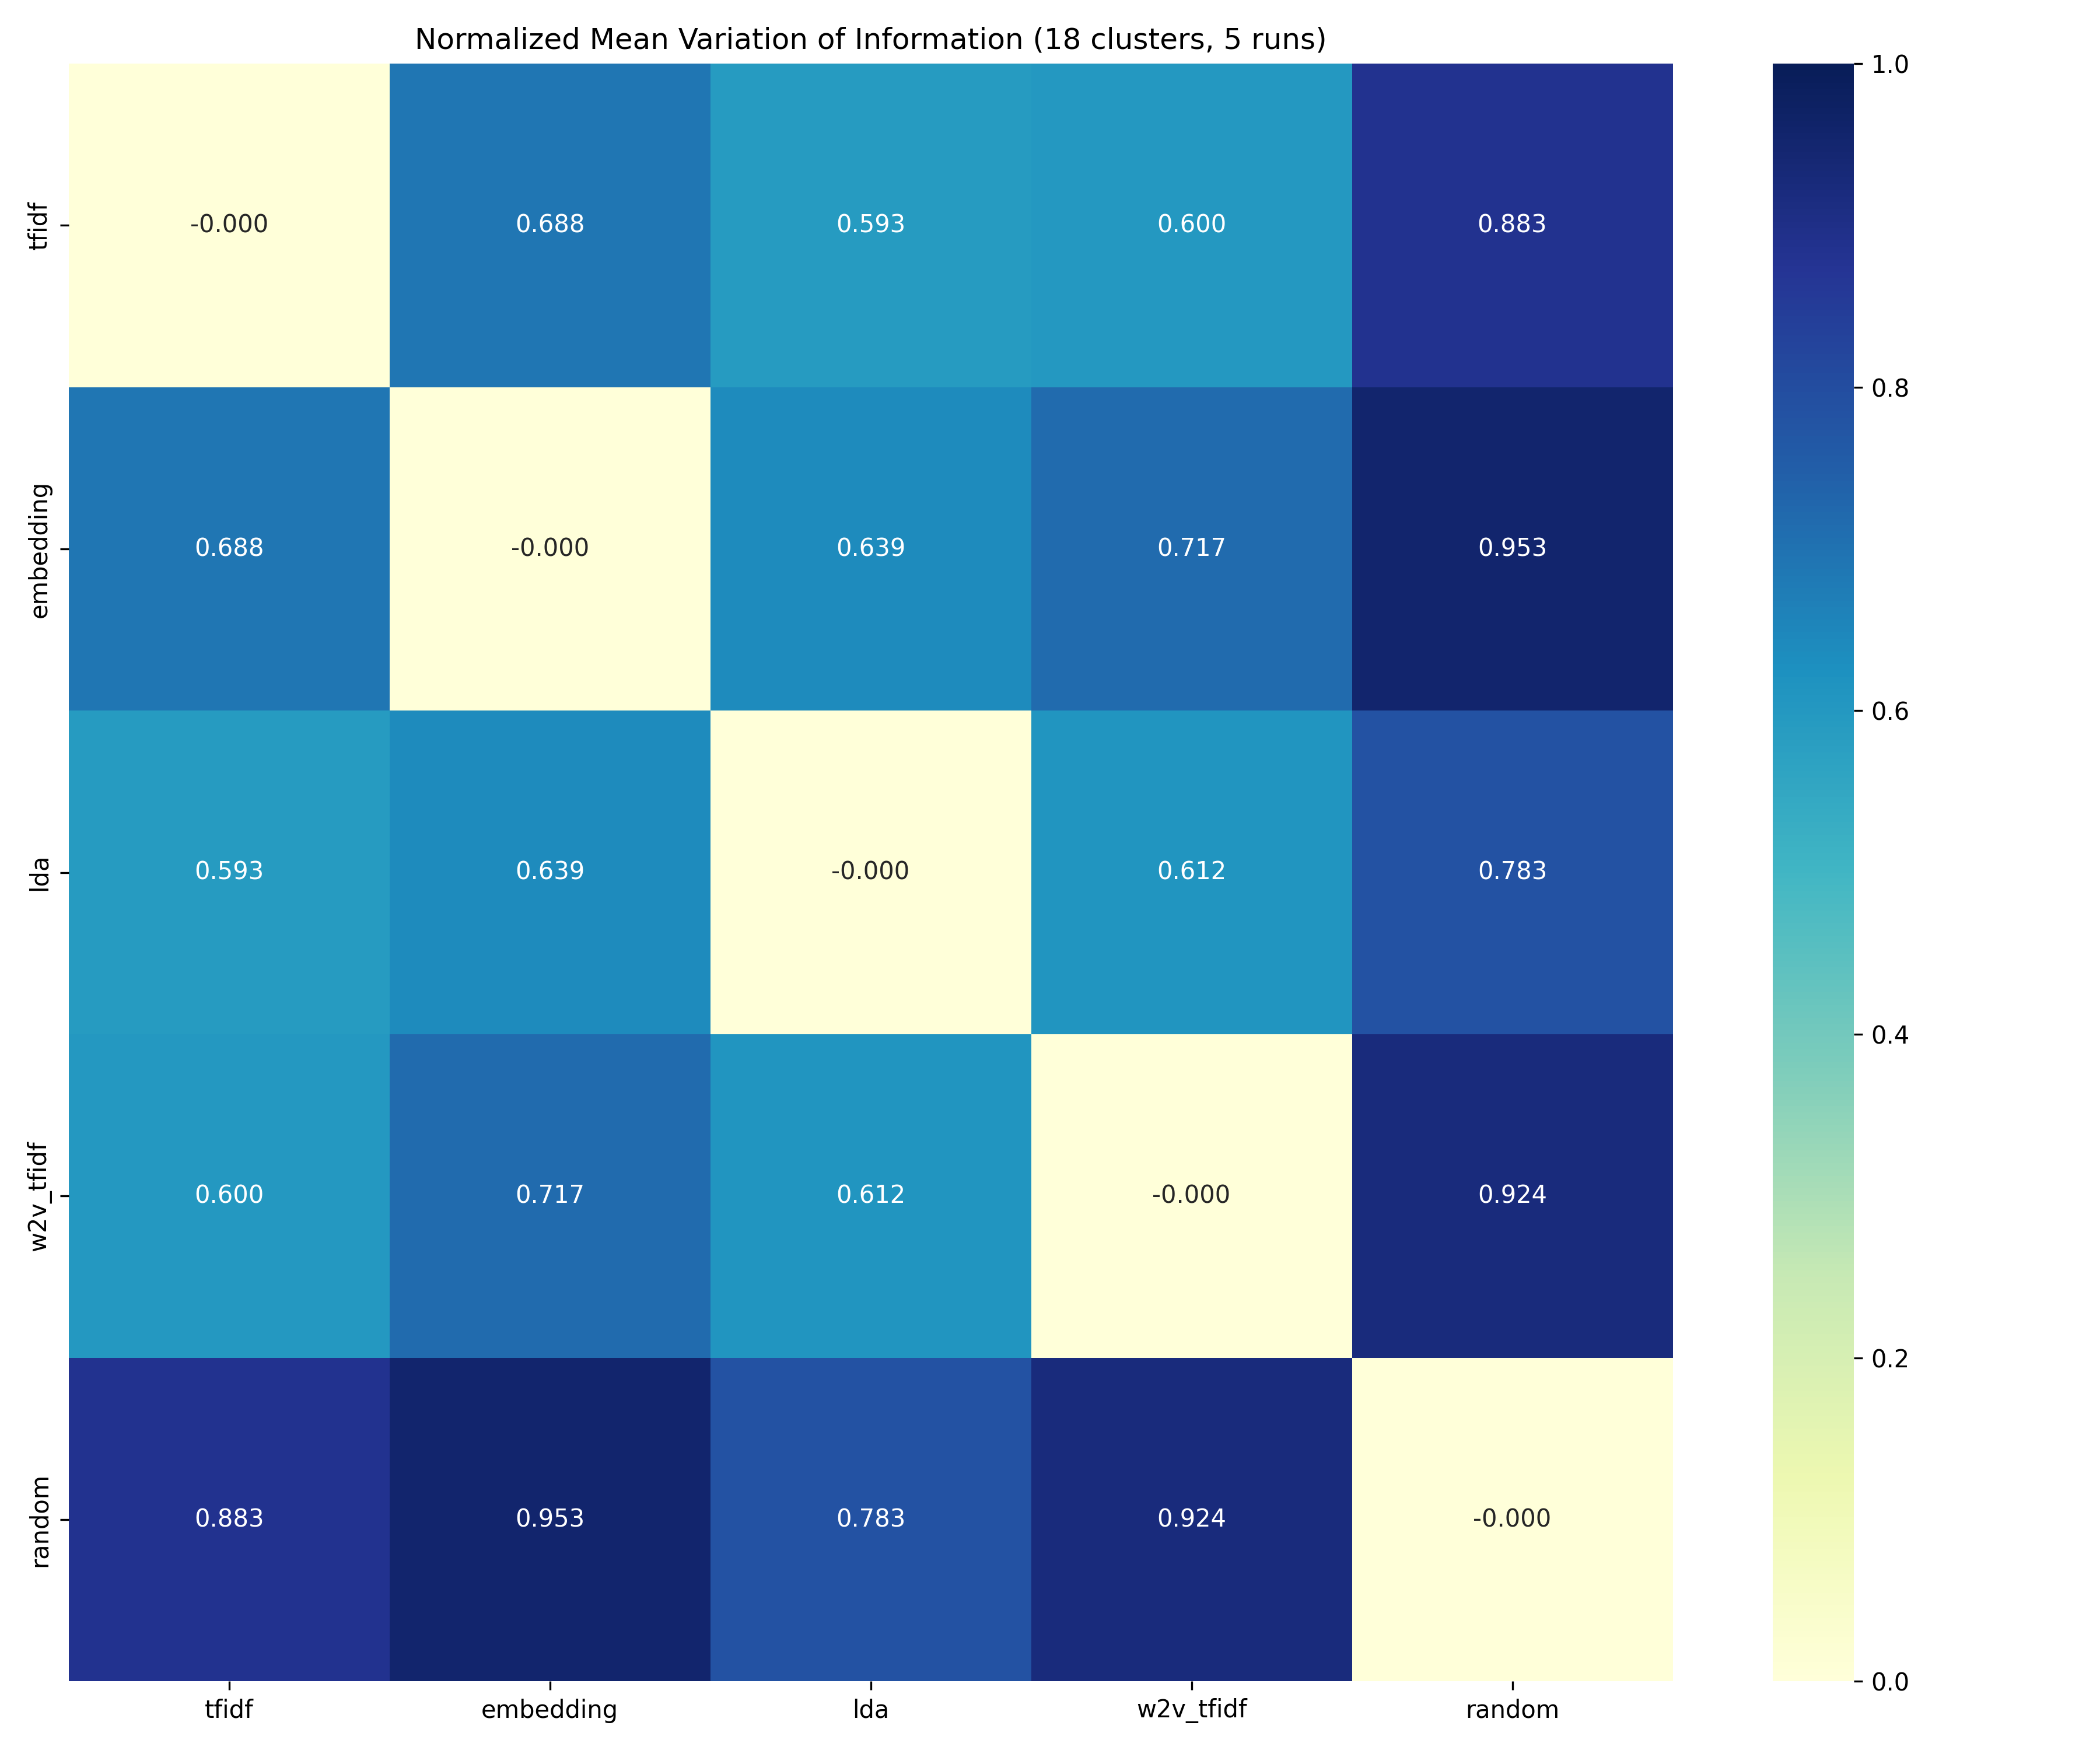 Normalized Mean Variation of Information (18 clusters, 5 runs)
tfidf
-0.000 0.688 0.593 0.600 0.883
embedding
0.688 -0.000 0.639 0.717 0.953
lda
0.593 0.639 -0.000 0.612 0.783
w2v_tfidf
0.600 0.717 0.612 -0.000 0.924
random
0.883 0.953 0.783 0.924 -0.000
tfidf embedding lda w2v_tfidf random
1.0
0.8
0.6
0.4
0.2
0.0